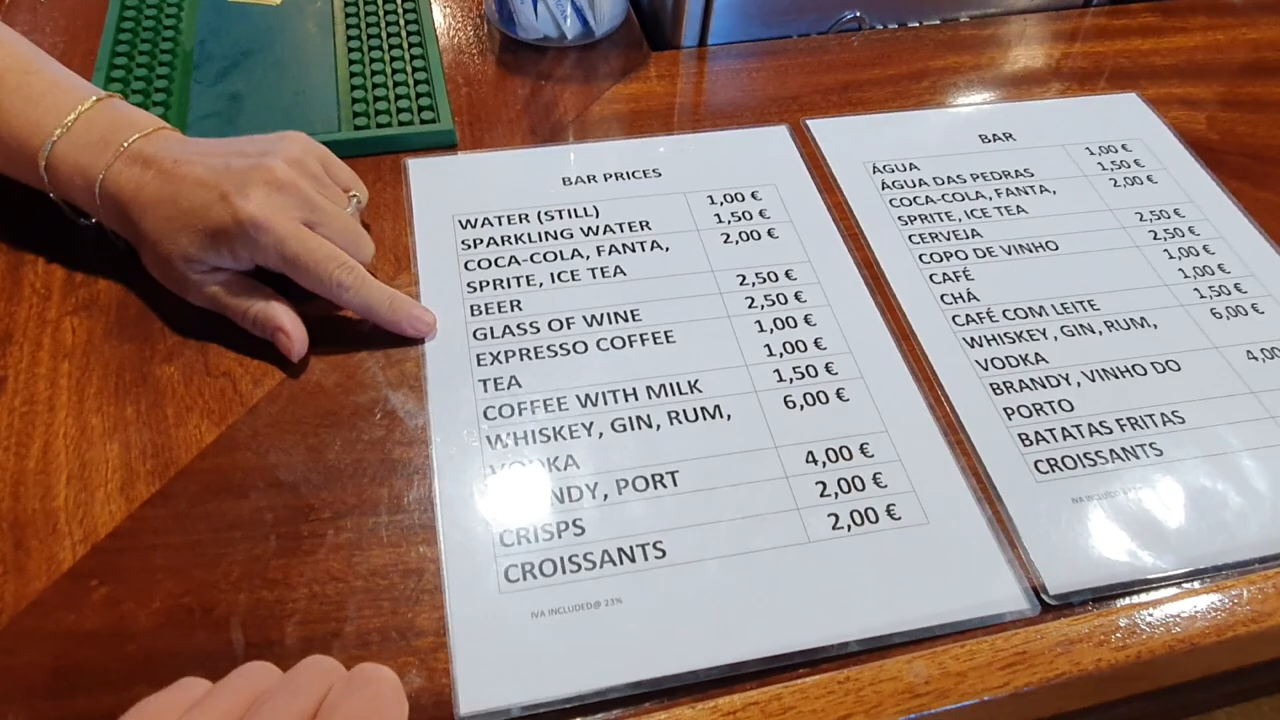 BAR PRICES
WATER (STILL) 1,00 €
SPARKLING WATER 1,50 €
COCA-COLA, FANTA, 2,00 €
SPRITE, ICE TEA
BEER 2,50 €
GLASS OF WINE 2,50 €
EXPRESSO COFFEE 1,00 €
TEA 1,00 €
COFFEE WITH MILK 1,50 €
WHISKEY, GIN, RUM, 6,00 €
VODKA
PORT 4,00 €
CRISPS 2,00 €
CROISSANTS 2,00 €
IVA INCLUDED@ 23%
BAR
ÁGUA 1,00 €
ÁGUA DAS PEDRAS 1,50 €
COCA-COLA, FANTA, 2,00 €
SPRITE, ICE TEA
CERVEJA 2,50 €
COPO DE VINHO 2,50 €
CAFÉ 1,00 €
CHÁ 1,00 €
CAFÉ COM LEITE 1,50 €
WHISKEY, GIN, RUM, 6,00 €
VODKA
BRANDY, VINHO DO 4,00
PORTO
BATATAS FRITAS
CROISSANTS
IVA